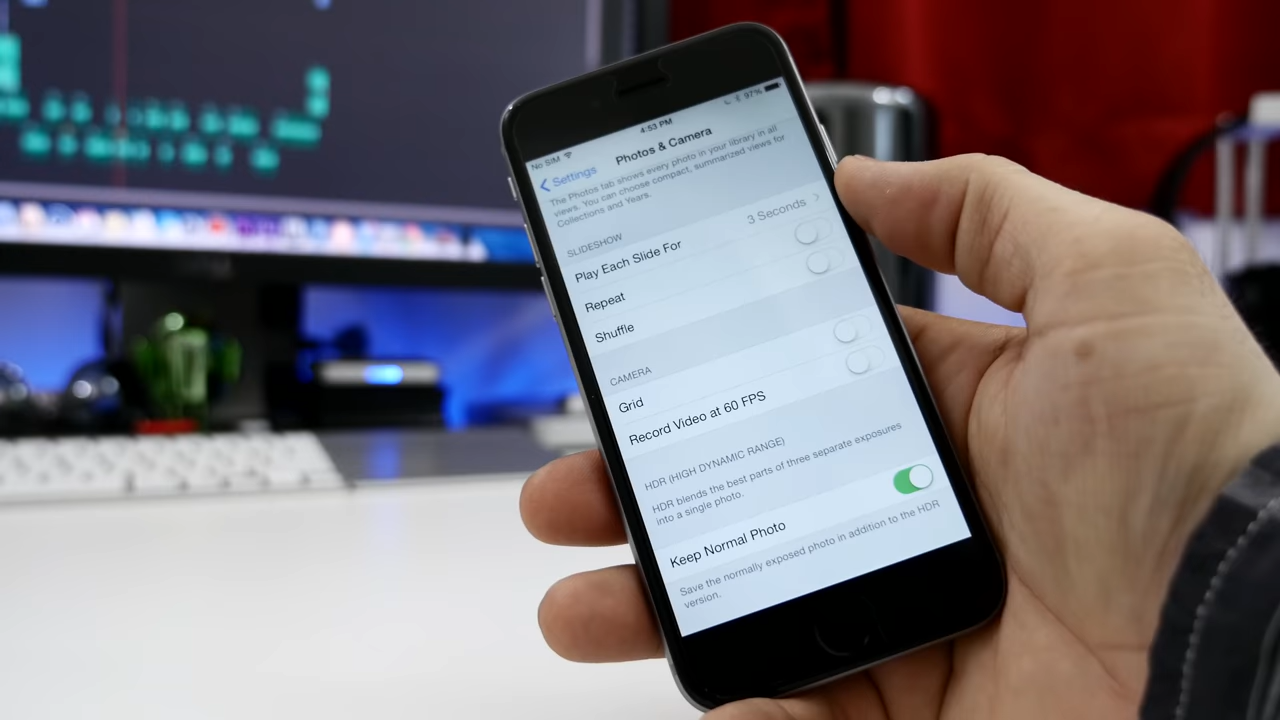 No SIM 4:53 PM 97%
Settings Photos & Camera
The Photos tab shows every photo in your library in all
views. You can choose compact, summarized views for
Collections and Years.
SLIDESHOW
Play Each Slide For 3 Seconds
Repeat
Shuffle
CAMERA
Grid
Record Video at 60 FPS
HDR (HIGH DYNAMIC RANGE)
HDR blends the best parts of three separate exposures
into a single photo.
Keep Normal Photo
Save the normally exposed photo in addition to the HDR
version.